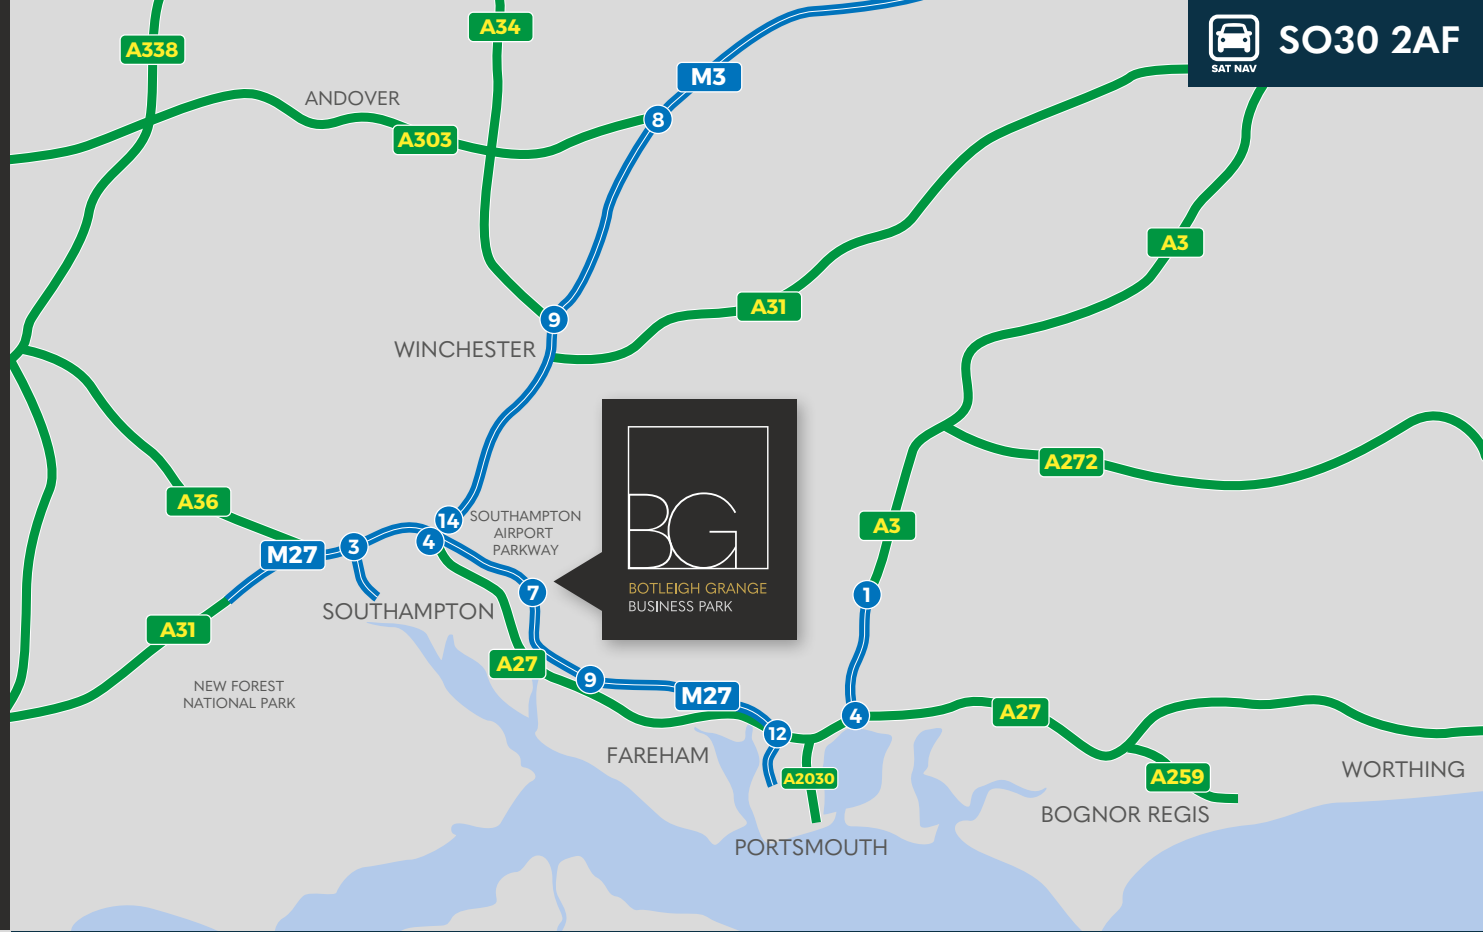 A338
A34
M3
SAT NAV
SO30 2AF
ANDOVER
A303
8
A3
A31
9
WINCHESTER
BG
BOTLEIGH GRANGE
BUSINESS PARK
A272
A36
14
SOUTHAMPTON
AIRPORT
PARKWAY
A3
M27
3
4
7
1
SOUTHAMPTON
A31
A27
9
M27
NEW FOREST
NATIONAL PARK
4
A27
12
FAREHAM
A2030
A259
WORTHING
BOGNOR REGIS
PORTSMOUTH